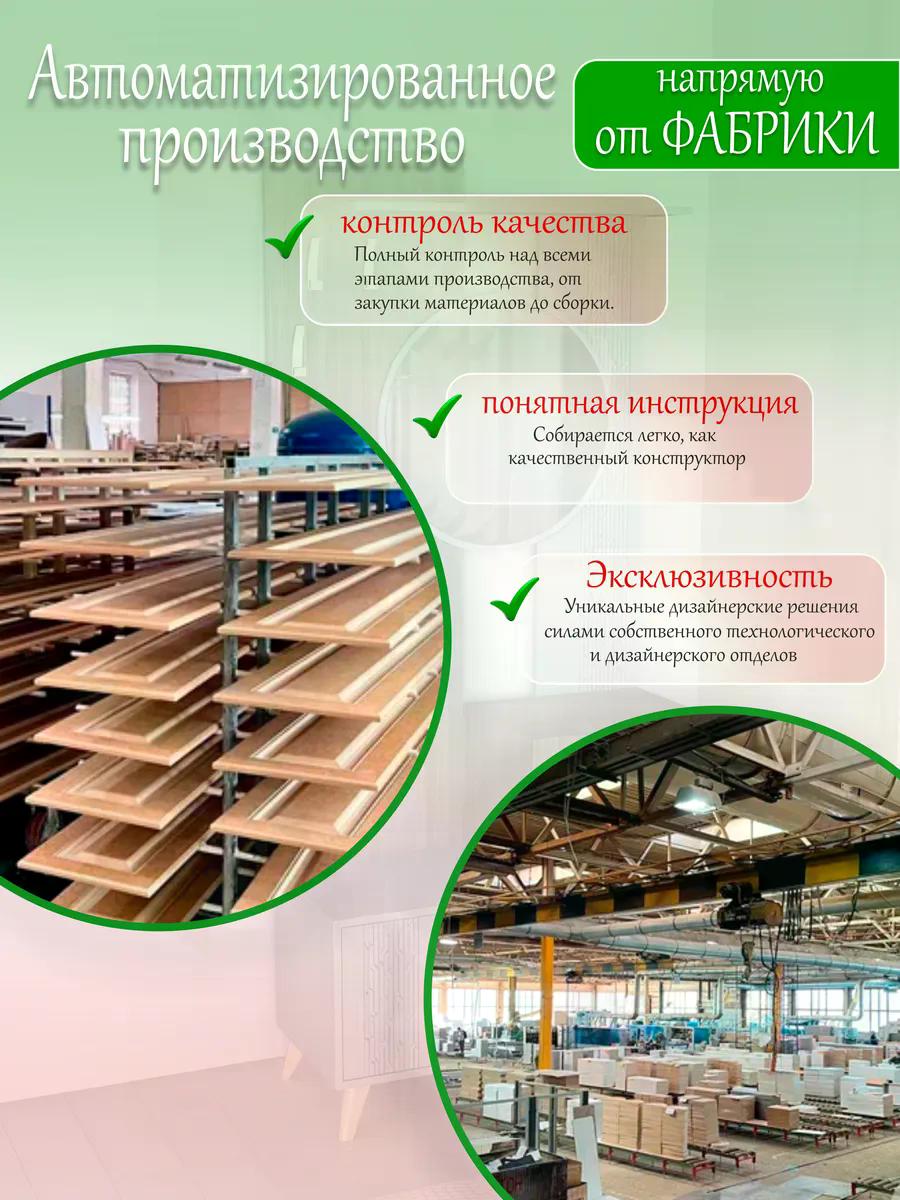 Автоматизированное
производство
напрямую
от ФАБРИКИ
контроль качества
Полный контроль над всеми
этапами производства, от
закупки материалов до сборки.
понятная инструкция
Собирается легко, как
качественный конструктор
Эксклюзивность
Уникальные дизайнерские решения
силами собственного технологического
и дизайнерского отделов